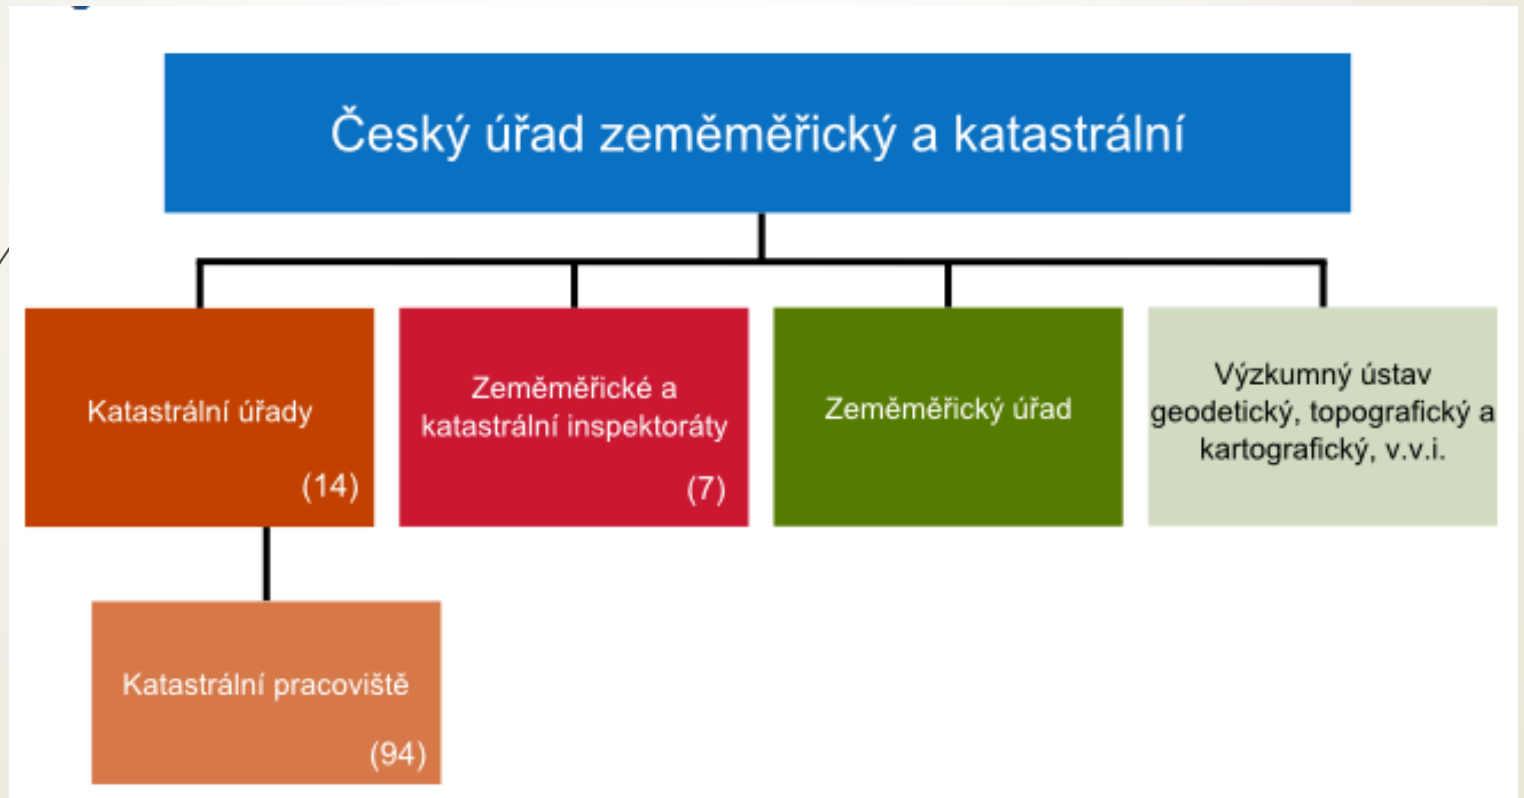 Český úřad zeměměřický a katastrální
Katastrální úřady
(14)
Zeměměřické a
katastrální inspektoráty
(7)
Zeměměřický úřad
Výzkumný ústav
geodetický, topografický a
kartografický, v.v.i.
Katastrální pracoviště
(94)